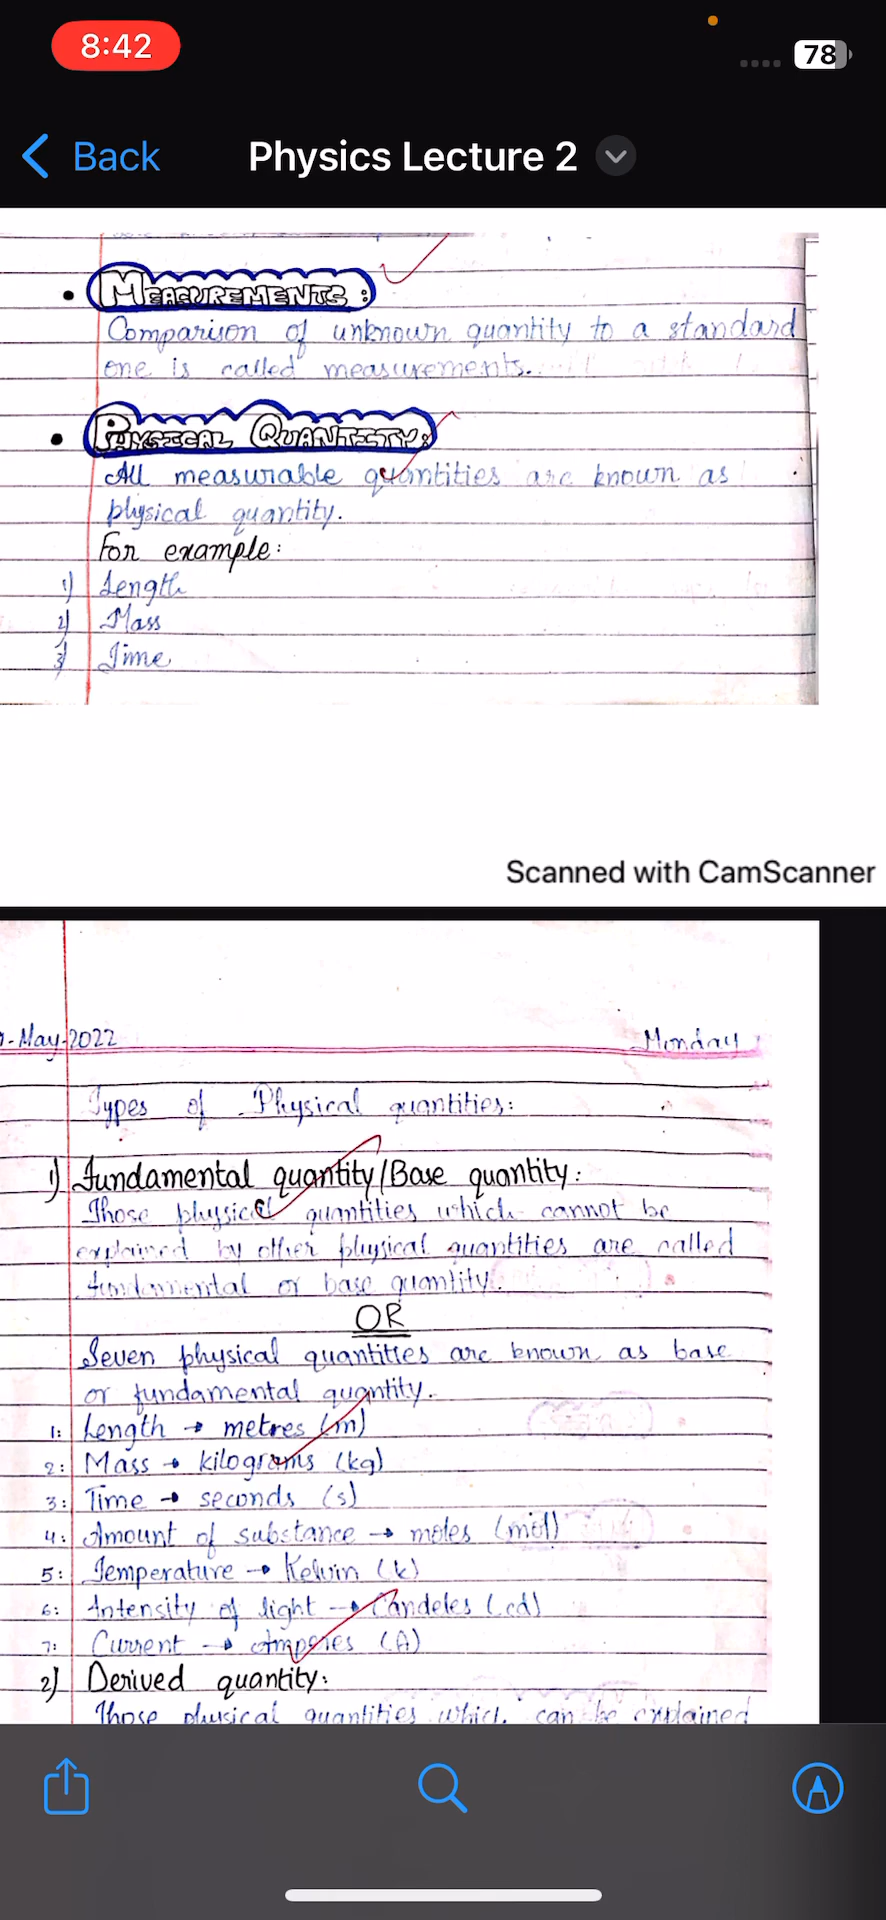 8:42
78
Back
Physics Lecture 2
• MEASUREMENTS:
Comparison of unknown quantity to a standard
one is called measurements.
• PHYSICAL QUANTITY:
All measurable quantities are known as
physical quantity.
For example:
1) Length
2) Mass
3) Time
Scanned with CamScanner
-May-2022 Monday
Types of Physical quantities:
1) Fundamental quantity/Base quantity:
Those physical quantities which cannot be
explained by other physical quantities are called
fundamental or base quantity.
OR
Seven physical quantities are known as base
or fundamental quantity.
1: Length → metres (m)
2: Mass → kilograms (kg)
3: Time → seconds (s)
4: Amount of substance → moles (mol)
5: Temperature → Kelvin (k)
6: Intensity of light → Candeles (cd)
7: Current → Amperes (A)
2) Derived quantity:
Those physical quantities which can be explained